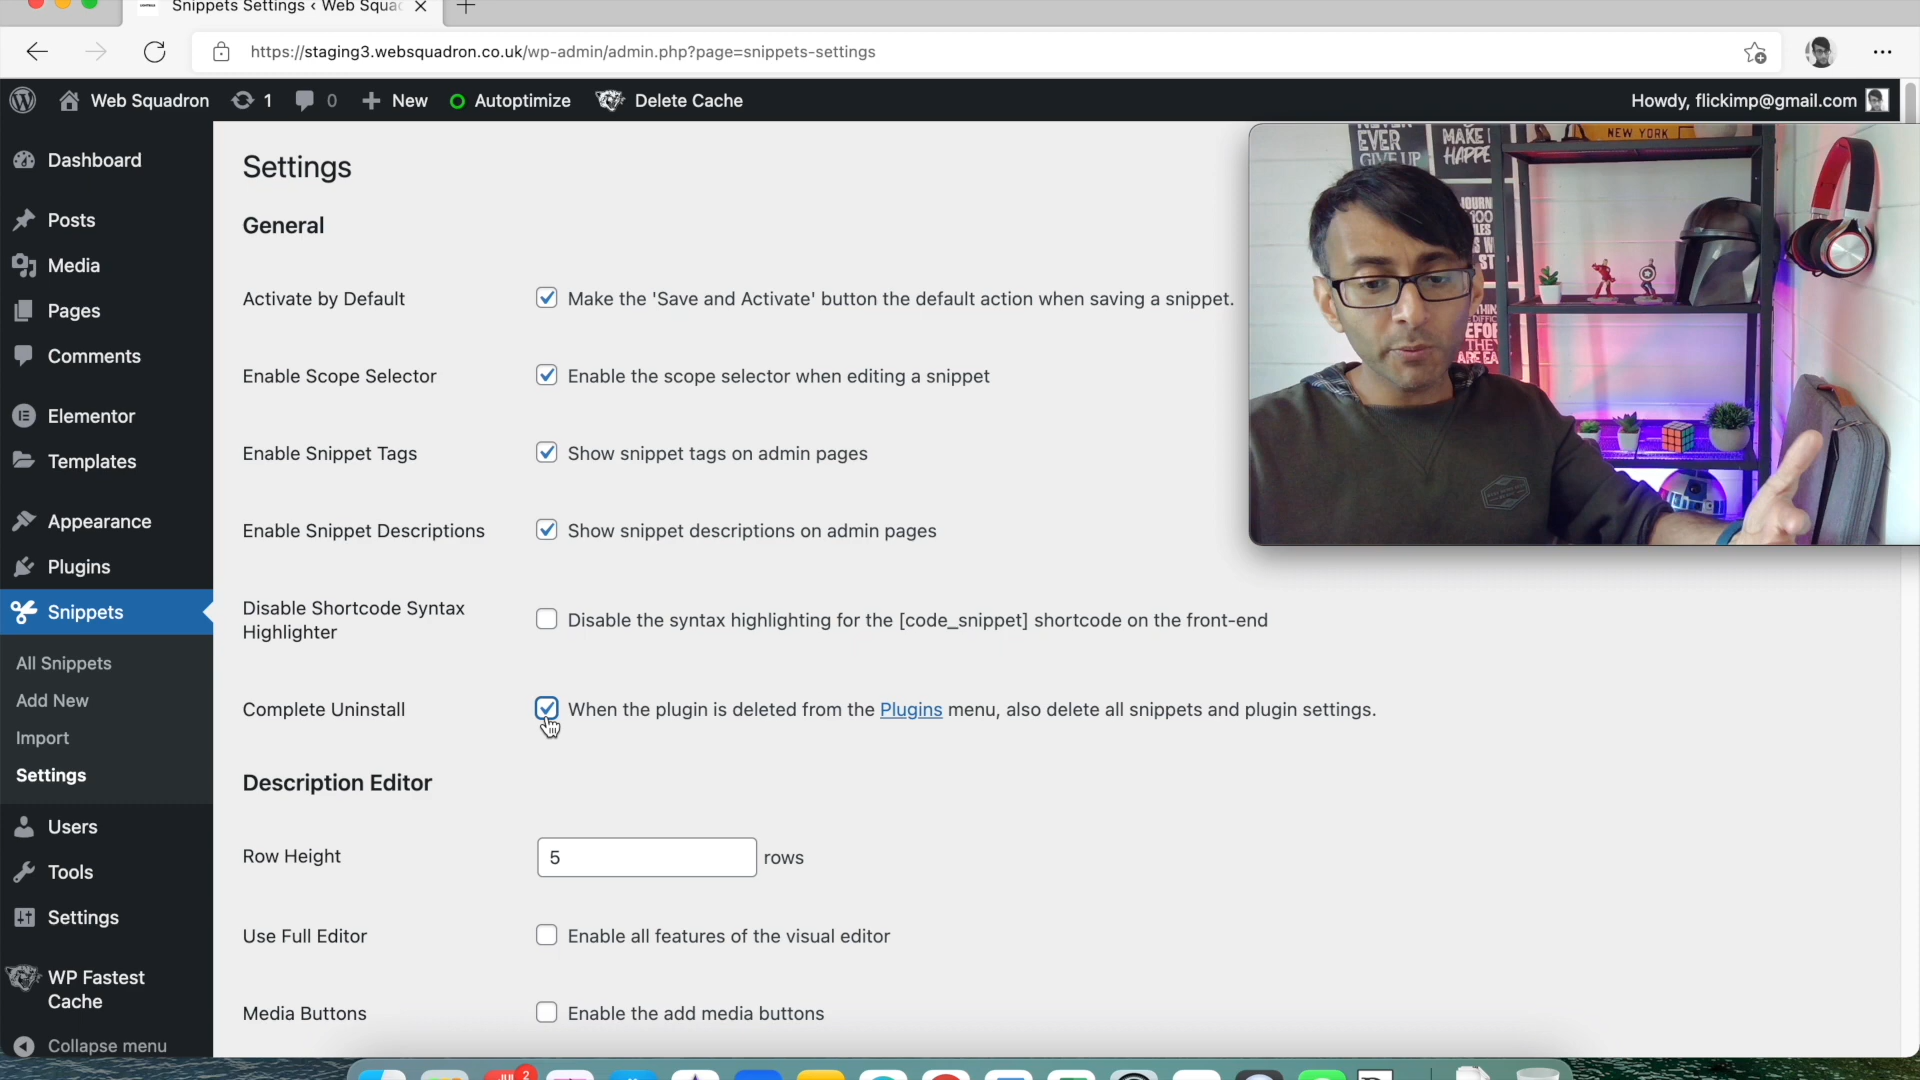 Snippets Settings ‹ Web Squa
https://staging3.websquadron.co.uk/wp-admin/admin.php?page=snippets-settings
Web Squadron 1 0 New Autoptimize Delete Cache Howdy, flickimp@gmail.com
Dashboard
Posts
Media
Pages
Comments
Elementor
Templates
Appearance
Plugins
Snippets
All Snippets
Add New
Import
Settings
Users
Tools
Settings
WP Fastest
Cache
Collapse menu
Settings
General
Activate by Default Make the 'Save and Activate' button the default action when saving a snippet.
Enable Scope Selector Enable the scope selector when editing a snippet
Enable Snippet Tags Show snippet tags on admin pages
Enable Snippet Descriptions Show snippet descriptions on admin pages
Disable Shortcode Syntax
Highlighter Disable the syntax highlighting for the [code_snippet] shortcode on the front-end
Complete Uninstall When the plugin is deleted from the Plugins menu, also delete all snippets and plugin settings.
Description Editor
Row Height 5 rows
Use Full Editor Enable all features of the visual editor
Media Buttons Enable the add media buttons
EVER
GIVE UP
MAKE
NEW YORK
THEY
2